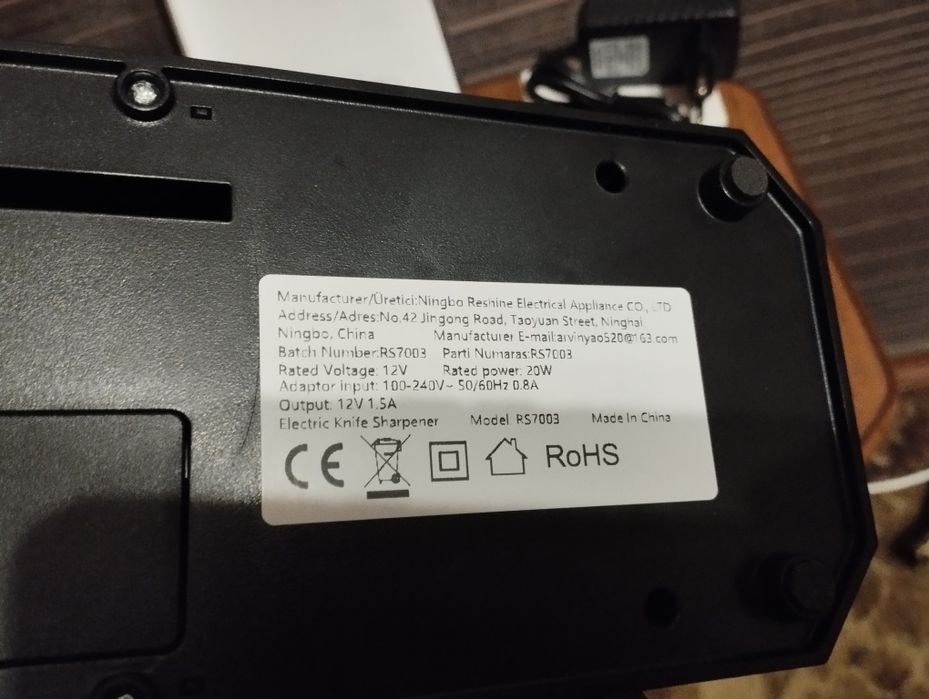 Manufacturer/Üretici:Ningbo Reshine Electrical Appliance CO., LTD
Address/Adres:No.42 Jingong Road, Taoyuan Street, Ninghai
Ningbo, China Manufacturer E-mail:arvinyao520@163.com
Batch Number:RS7003 Parti Numaras:RS7003
Rated Voltage: 12V Rated power: 20W
Adaptor input: 100-240V~ 50/60Hz 0.8A
Output: 12V 1.5A
Electric Knife Sharpener Model RS7003 Made In China
CE RoHS